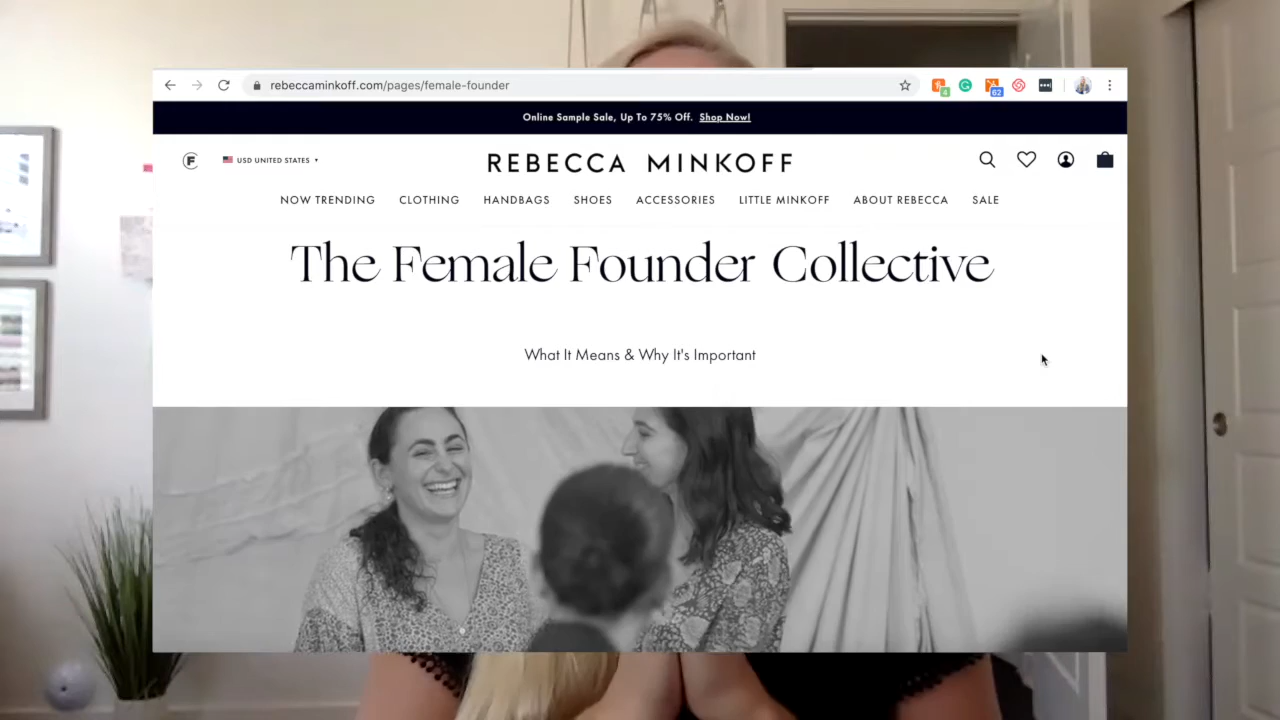 rebeccaminkoff.com/pages/female-founder
4
62
Online Sample Sale, Up To 75% Off. Shop Now!
F
USD UNITED STATES
REBECCA MINKOFF
NOW TRENDING CLOTHING HANDBAGS SHOES ACCESSORIES LITTLE MINKOFF ABOUT REBECCA SALE
The Female Founder Collective
What It Means & Why It's Important